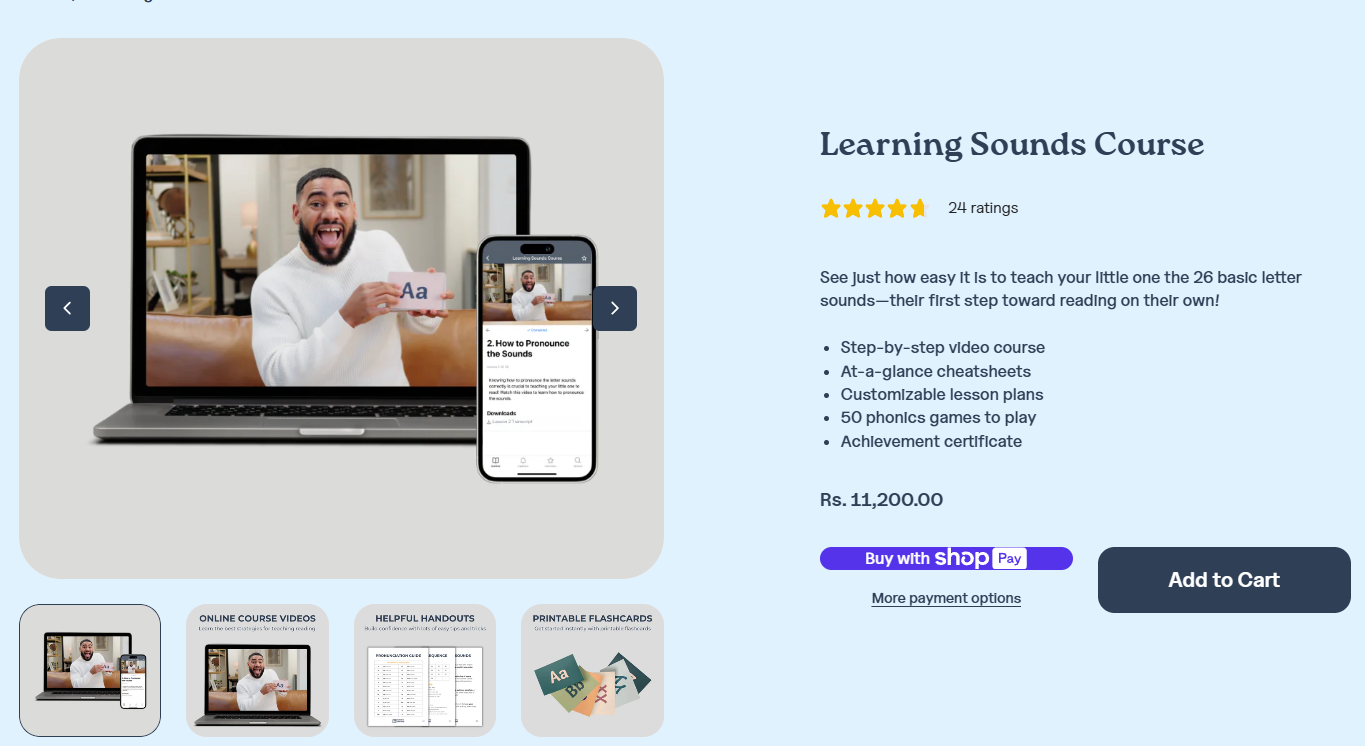 Learning Sounds Course
24 ratings
See just how easy it is to teach your little one the 26 basic letter
sounds—their first step toward reading on their own!
Step-by-step video course
At-a-glance cheatsheets
Customizable lesson plans
50 phonics games to play
Achievement certificate
Rs. 11,200.00
Buy with shop Pay
More payment options
Add to Cart
Aa
Learning Sounds Course
2. How to Pronounce
the Sounds
Knowing how to pronounce the letter sounds
correctly is crucial to teaching your little one to
read! Watch this video to learn how to pronounce
the sounds.
Downloads
Lesson 2 Transcript
ONLINE COURSE VIDEOS
Learn the best strategies for teaching reading
HELPFUL HANDOUTS
Build confidence with lots of easy tips and tricks
PRONUNCIATION GUIDE
SEQUENCE
SOUNDS
PRINTABLE FLASHCARDS
Get started instantly with printable flashcards
Aa
Bb
Xx
Yy